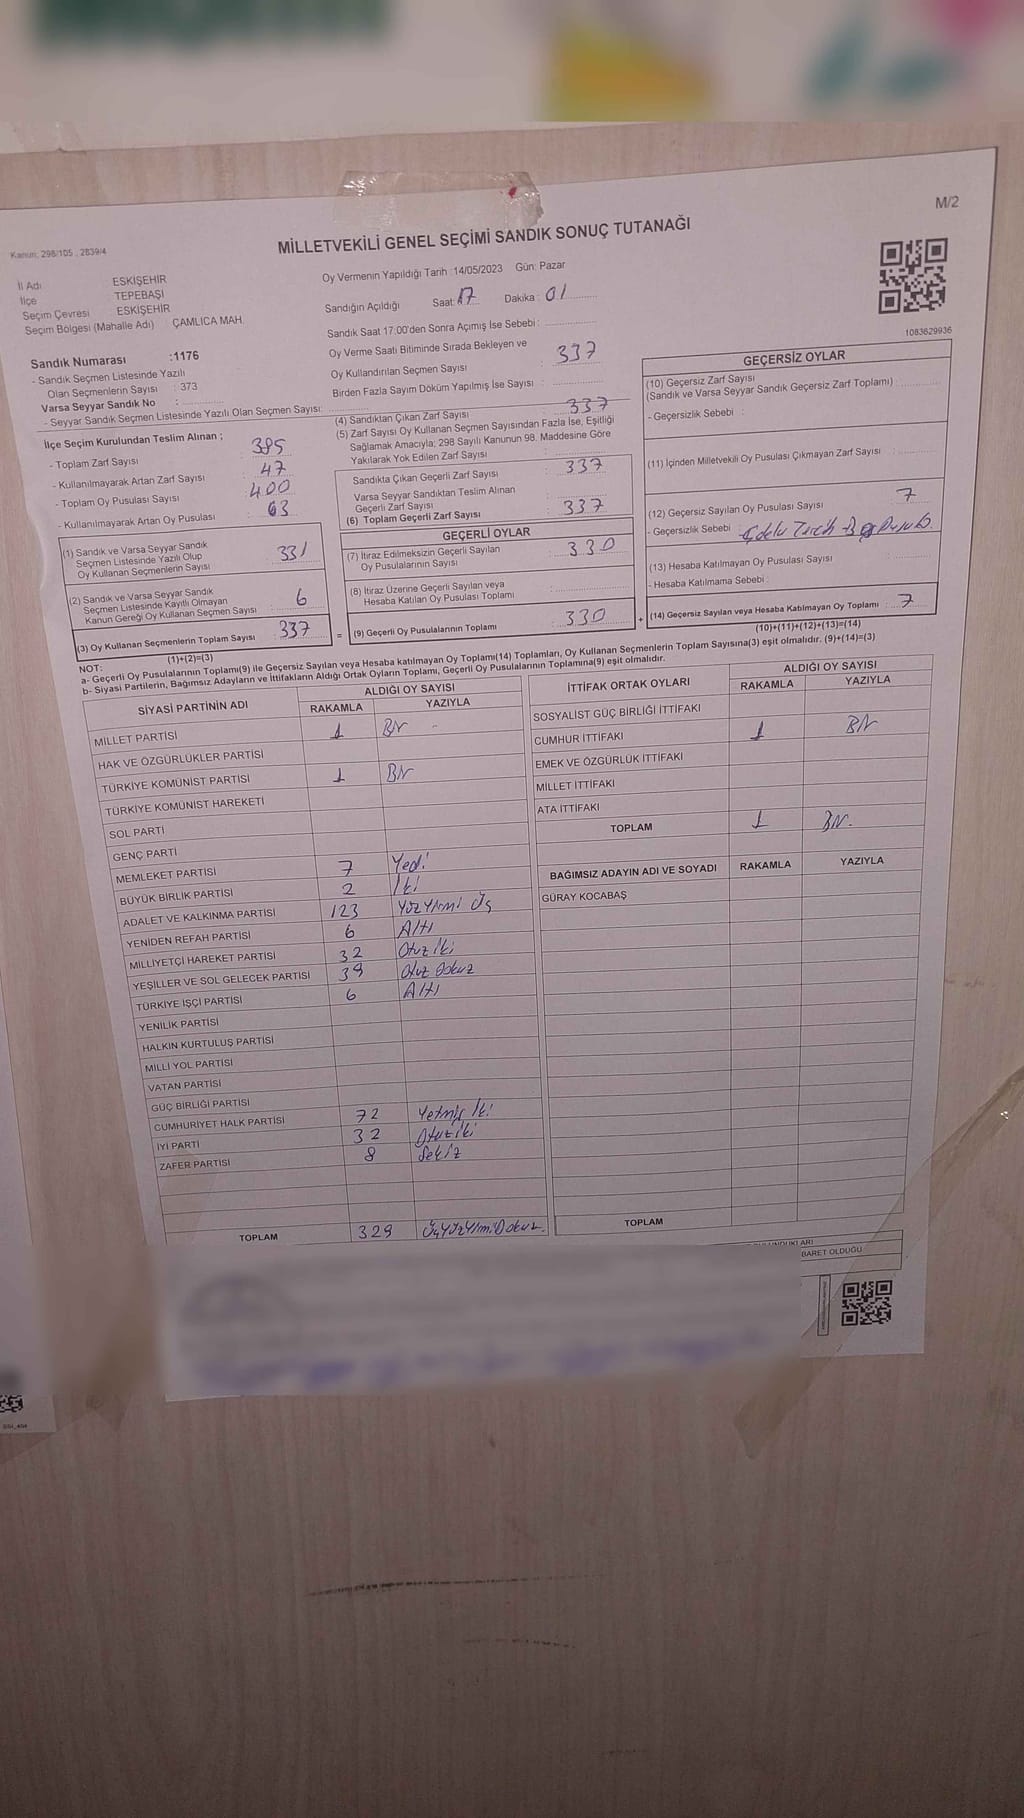 M/2
Kanun: 298/105 , 2839/4
MİLLETVEKİLİ GENEL SEÇİMİ SANDIK SONUÇ TUTANAĞI
İl Adı ESKİŞEHİR
İlçe TEPEBAŞI
Seçim Çevresi ESKİŞEHİR
Seçim Bölgesi (Mahalle Adı) ÇAMLICA MAH.
Sandık Numarası :1176
- Sandık Seçmen Listesinde Yazılı
Olan Seçmenlerin Sayısı : 373
Varsa Seyyar Sandık No :
- Seyyar Sandık Seçmen Listesinde Yazılı Olan Seçmen Sayısı:
İlçe Seçim Kurulundan Teslim Alınan ;
- Toplam Zarf Sayısı : 385
- Kullanılmayarak Artan Zarf Sayısı : 47
- Toplam Oy Pusulası Sayısı : 400
- Kullanılmayarak Artan Oy Pusulası : 63
(1) Sandık ve Varsa Seyyar Sandık
Seçmen Listesinde Yazılı Olup
Oy Kullanan Seçmenlerin Sayısı : 331
(2) Sandık ve Varsa Seyyar Sandık
Seçmen Listelerinde Kayıtlı Olmayan
Kanun Gereği Oy Kullanan Seçmen Sayısı : 6
(3) Oy Kullanan Seçmenlerin Toplam Sayısı : 337
(1)+(2)=(3)
Oy Vermenin Yapıldığı Tarih :14/05/2023 Gün: Pazar
Sandığın Açıldığı Saat: 17 Dakika : 01
Sandık Saat 17:00'den Sonra Açımış İse Sebebi :
Oy Verme Saati Bitiminde Sırada Bekleyen ve
Oy Kullandırılan Seçmen Sayısı : 337
Birden Fazla Sayım Döküm Yapılmış İse Sayısı :
(4) Sandıktan Çıkan Zarf Sayısı : 337
(5) Zarf Sayısı Oy Kullanan Seçmen Sayısından Fazla İse, Eşitliği
Sağlamak Amacıyla; 298 Sayılı Kanunun 98. Maddesine Göre
Yakılarak Yok Edilen Zarf Sayısı :
Sandıkta Çıkan Geçerli Zarf Sayısı : 337
Varsa Seyyar Sandıktan Teslim Alınan
Geçerli Zarf Sayısı :
(6) Toplam Geçerli Zarf Sayısı : 337
GEÇERLİ OYLAR
(7) İtiraz Edilmeksizin Geçerli Sayılan
Oy Pusulalarının Sayısı : 330
(8) İtiraz Üzerine Geçerli Sayılan veya
Hesaba Katılan Oy Pusulası Toplamı :
= (9) Geçerli Oy Pusulalarının Toplamı : 330 +
1083629936
GEÇERSİZ OYLAR
(10) Geçersiz Zarf Sayısı
(Sandık ve Varsa Seyyar Sandık Geçersiz Zarf Toplamı) :
- Geçersizlik Sebebi :
(11) İçinden Milletvekili Oy Pusulası Çıkmayan Zarf Sayısı :
(12) Geçersiz Sayılan Oy Pusulası Sayısı : 7
- Geçersizlik Sebebi :
(13) Hesaba Katılmayan Oy Pusulası Sayısı :
- Hesaba Katılmama Sebebi :
(14) Geçersiz Sayılan veya Hesaba Katılmayan Oy Toplamı : 7
(10)+(11)+(12)+(13)=(14)
NOT:
a- Geçerli Oy Pusulalarının Toplamı(9) ile Geçersiz Sayılan veya Hesaba katılmayan Oy Toplamı(14) Toplamları, Oy Kullanan Seçmenlerin Toplam Sayısına(3) eşit olmalıdır. (9)+(14)=(3)
b- Siyasi Partilerin, Bağımsız Adayların ve İttifakların Aldığı Ortak Oyların Toplamı, Geçerli Oy Pusulalarının Toplamına(9) eşit olmalıdır.
SİYASİ PARTİNİN ADI ALDIĞI OY SAYISI
RAKAMLA YAZIYLA
MİLLET PARTİSİ 1 Bir
HAK VE ÖZGÜRLÜKLER PARTİSİ
TÜRKİYE KOMÜNİST PARTİSİ 1 Bir
TÜRKİYE KOMÜNİST HAREKETİ
SOL PARTİ
GENÇ PARTİ
MEMLEKET PARTİSİ 7 Yedi
BÜYÜK BİRLİK PARTİSİ 2 İki
ADALET VE KALKINMA PARTİSİ 123 Yüz Yirmi Üç
YENİDEN REFAH PARTİSİ 6 Altı
MİLLİYETÇİ HAREKET PARTİSİ 32 Otuz İki
YEŞİLLER VE SOL GELECEK PARTİSİ 39 Otuz Dokuz
TÜRKİYE İŞÇİ PARTİSİ 6 Altı
YENİLİK PARTİSİ
HALKIN KURTULUŞ PARTİSİ
MİLLİ YOL PARTİSİ
VATAN PARTİSİ
GÜÇ BİRLİĞİ PARTİSİ
CUMHURİYET HALK PARTİSİ 72 Yetmiş İki
İYİ PARTİ 32 Otuz İki
ZAFER PARTİSİ 8 Sekiz
TOPLAM 329 Üç Yüz Yirmi Dokuz
İTTİFAK ORTAK OYLARI ALDIĞI OY SAYISI
RAKAMLA YAZIYLA
SOSYALİST GÜÇ BİRLİĞİ İTTİFAKI
CUMHUR İTTİFAKI 1 Bir
EMEK VE ÖZGÜRLÜK İTTİFAKI
MİLLET İTTİFAKI
ATA İTTİFAKI
TOPLAM 1 Bir.
BAĞIMSIZ ADAYIN ADI VE SOYADI RAKAMLA YAZIYLA
GÜRAY KOCABAŞ
TOPLAM
BARET OLDUĞU